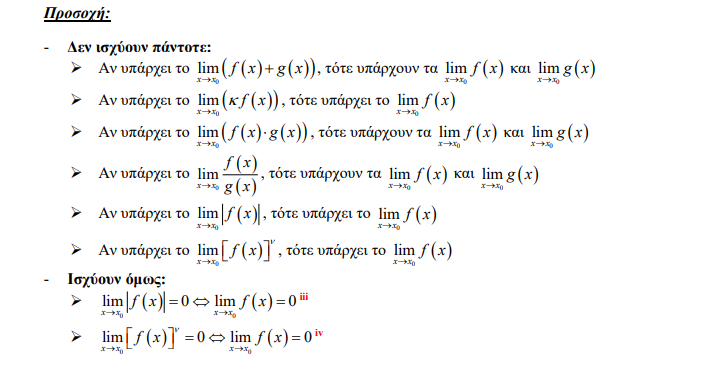 Προσοχή:
- Δεν ισχύουν πάντοτε:
➢ Αν υπάρχει το lim_{x→x₀}(f(x)+g(x)), τότε υπάρχουν τα lim_{x→x₀} f(x) και lim_{x→x₀} g(x)
➢ Αν υπάρχει το lim_{x→x₀}(κf(x)), τότε υπάρχει το lim_{x→x₀} f(x)
➢ Αν υπάρχει το lim_{x→x₀}(f(x)·g(x)), τότε υπάρχουν τα lim_{x→x₀} f(x) και lim_{x→x₀} g(x)
➢ Αν υπάρχει το lim_{x→x₀} f(x)/g(x), τότε υπάρχουν τα lim_{x→x₀} f(x) και lim_{x→x₀} g(x)
➢ Αν υπάρχει το lim_{x→x₀}|f(x)|, τότε υπάρχει το lim_{x→x₀} f(x)
➢ Αν υπάρχει το lim_{x→x₀}[f(x)]^ν, τότε υπάρχει το lim_{x→x₀} f(x)
- Ισχύουν όμως:
➢ lim_{x→x₀}|f(x)|=0⇔lim_{x→x₀} f(x)=0 iii
➢ lim_{x→x₀}[f(x)]^ν=0⇔lim_{x→x₀} f(x)=0 iv